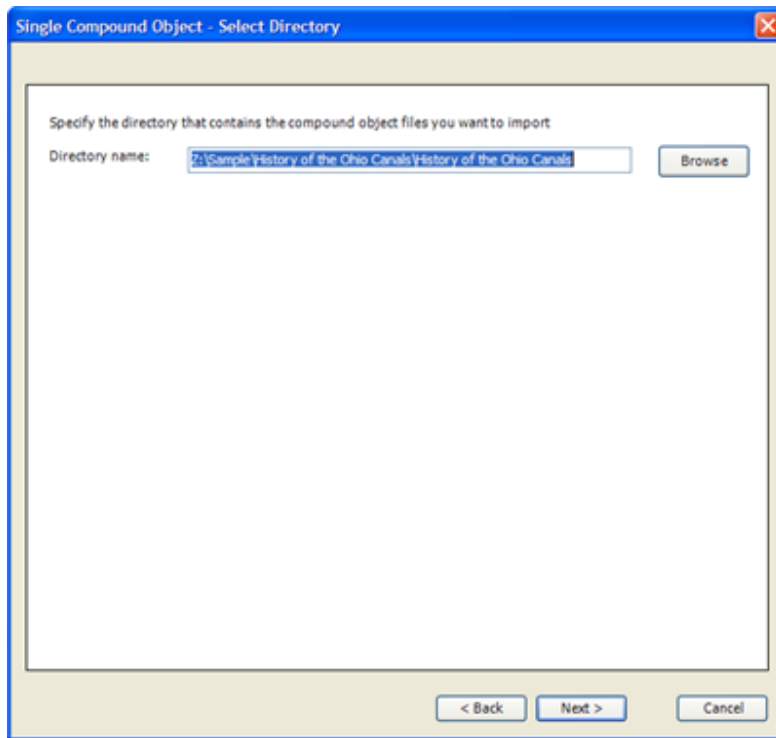 Single Compound Object - Select Directory
Specify the directory that contains the compound object files you want to import
Directory name: Z:\Sample\History of the Ohio Canals\History of the Ohio Canals Browse
< Back Next > Cancel